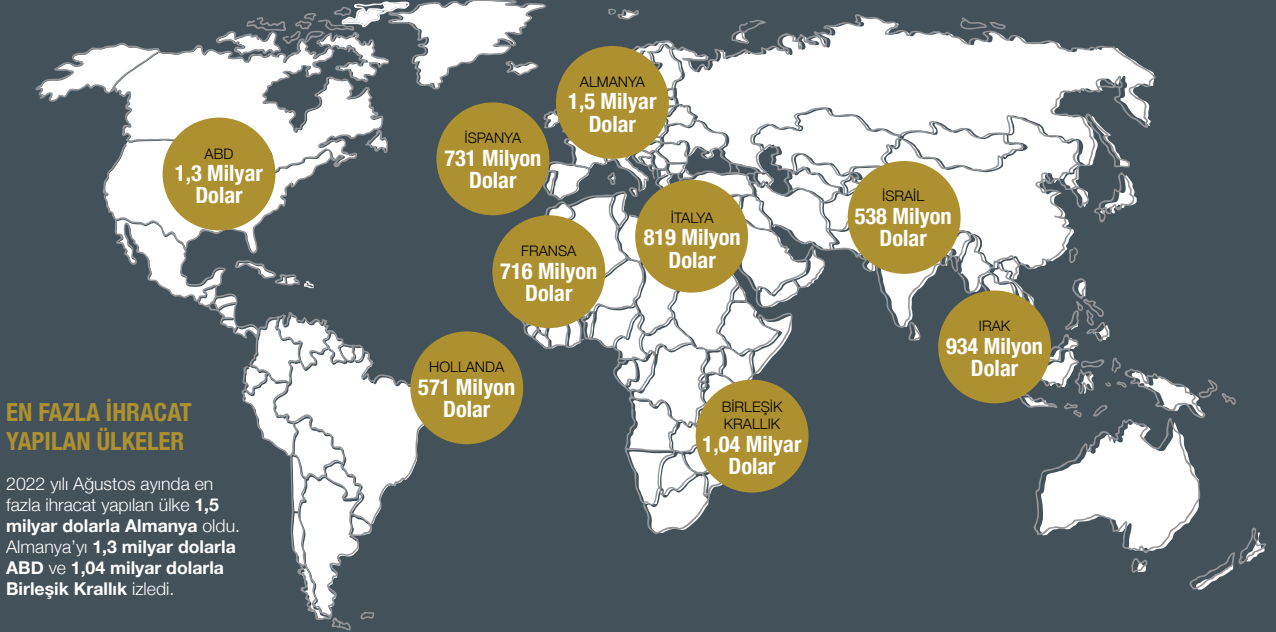 ALMANYA
1,5 Milyar
Dolar
ABD
1,3 Milyar
Dolar
İSPANYA
731 Milyon
Dolar
İSRAİL
538 Milyon
Dolar
İTALYA
819 Milyon
Dolar
FRANSA
716 Milyon
Dolar
IRAK
934 Milyon
Dolar
HOLLANDA
571 Milyon
Dolar
BİRLEŞİK
KRALLIK
1,04 Milyar
Dolar
EN FAZLA İHRACAT
YAPILAN ÜLKELER
2022 yılı Ağustos ayında en
fazla ihracat yapılan ülke 1,5
milyar dolarla Almanya oldu.
Almanya’yı 1,3 milyar dolarla
ABD ve 1,04 milyar dolarla
Birleşik Krallık izledi.